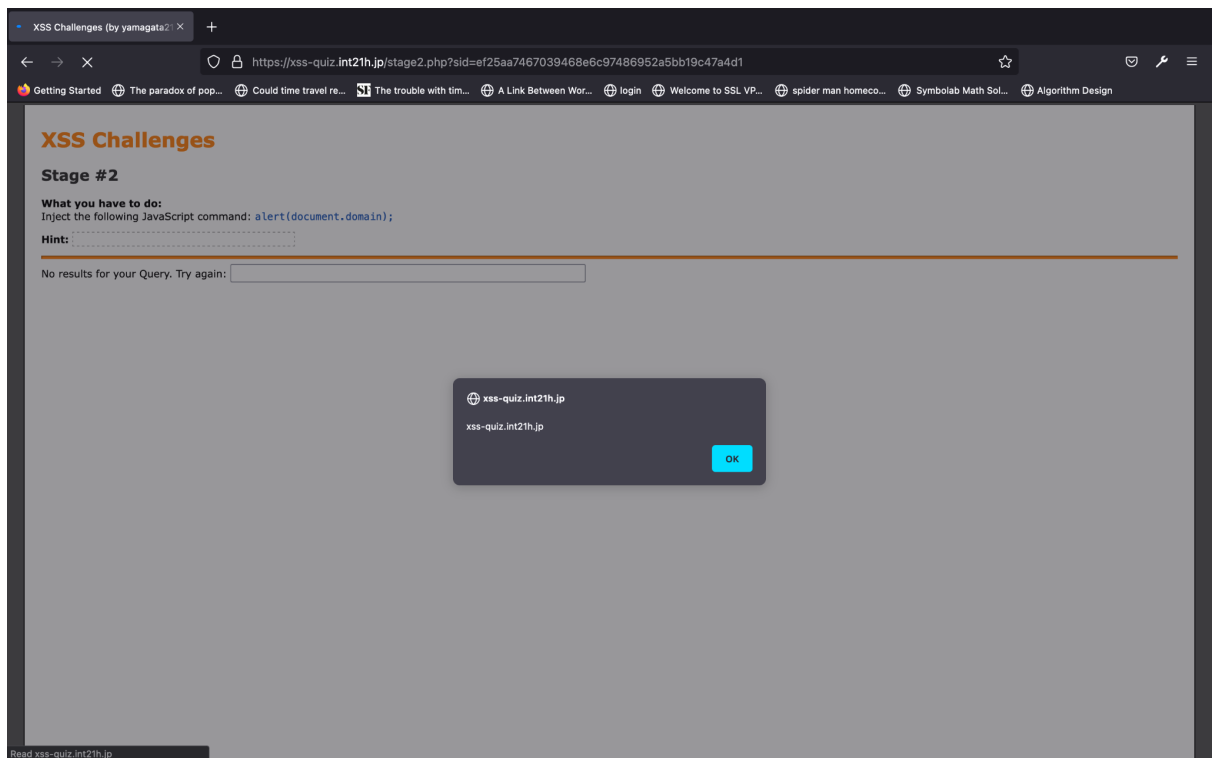 XSS Challenges (by yamagata21
https://xss-quiz.int21h.jp/stage2.php?sid=ef25aa7467039468e6c97486952a5bb19c47a4d1
Getting Started The paradox of pop... Could time travel re... The trouble with tim... A Link Between Wor... login Welcome to SSL VP... spider man homeco... Symbolab Math Sol... Algorithm Design
XSS Challenges
Stage #2
What you have to do:
Inject the following JavaScript command: alert(document.domain);
Hint:
No results for your Query. Try again:
xss-quiz.int21h.jp
xss-quiz.int21h.jp
OK
Read xss-quiz.int21h.jp